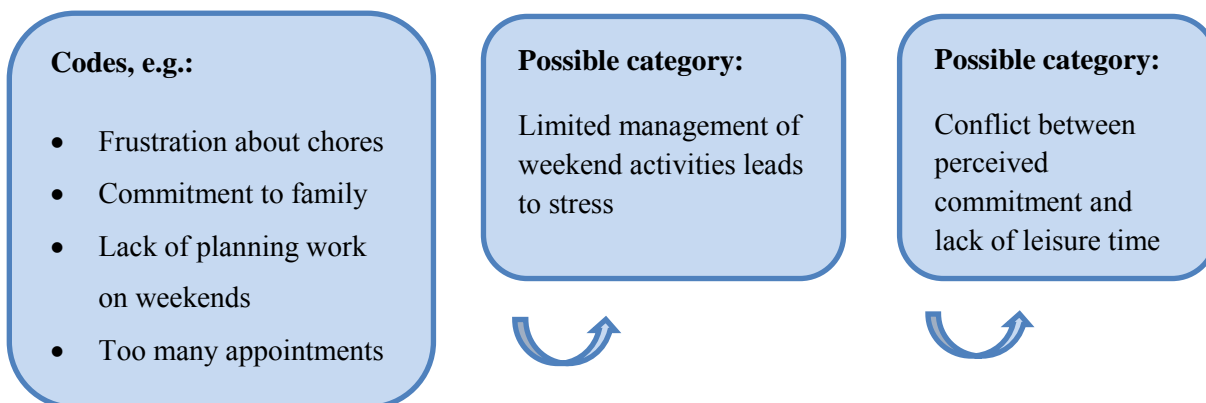 Codes, e.g.:
• Frustration about chores
• Commitment to family
• Lack of planning work
on weekends
• Too many appointments
Possible category:
Limited management of
weekend activities leads
to stress
Possible category:
Conflict between
perceived
commitment and
lack of leisure time